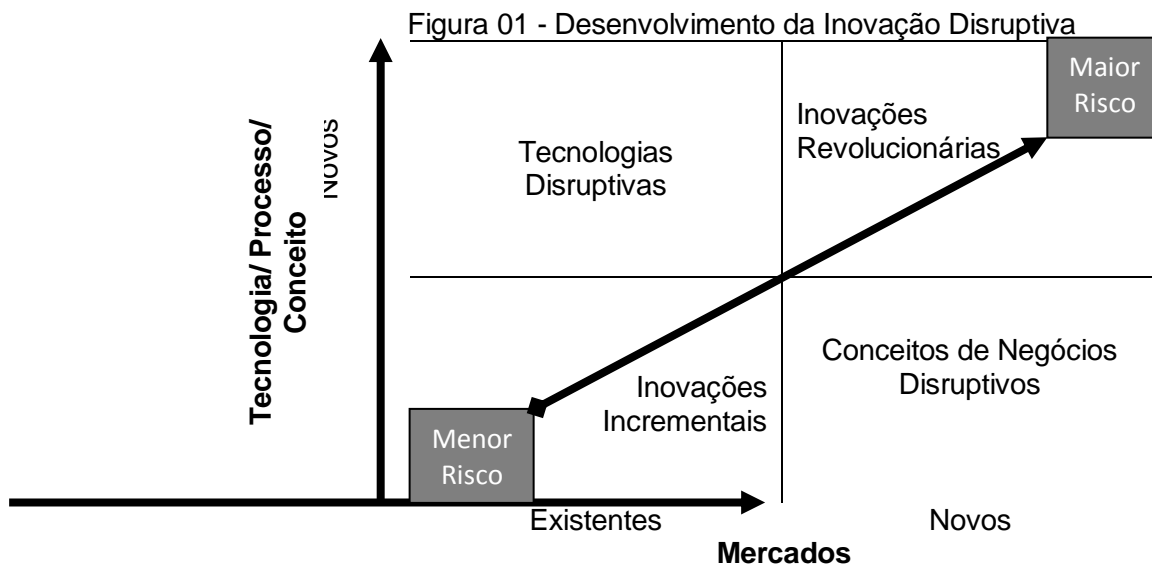 Figura 01 - Desenvolvimento da Inovação Disruptiva
Maior
Risco
Inovações
Revolucionárias
Tecnologias
Disruptivas
Novos
Tecnologia/ Processo/
Conceito
Conceitos de Negócios
Disruptivos
Inovações
Incrementais
Menor
Risco
Existentes
Novos
Mercados